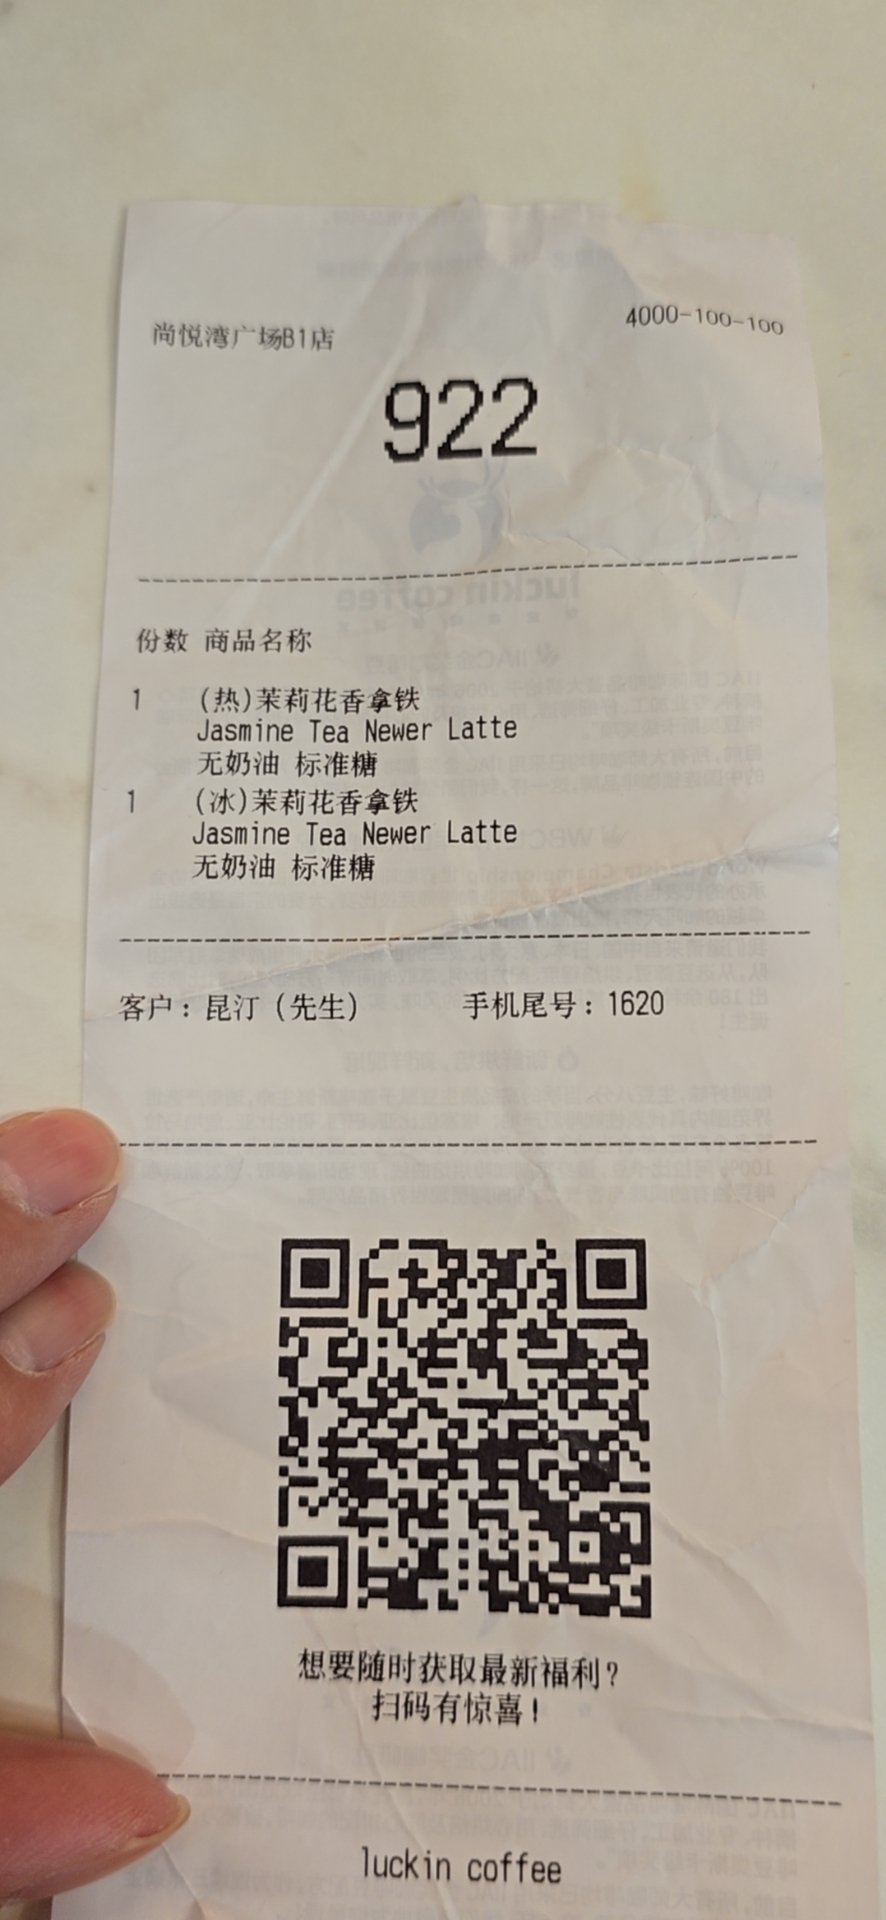 尚悦湾广场B1店 4000-100-100
922
份数 商品名称
1 (热)茉莉花香拿铁
Jasmine Tea Newer Latte
无奶油 标准糖
1 (冰)茉莉花香拿铁
Jasmine Tea Newer Latte
无奶油 标准糖
客户：昆汀（先生） 手机尾号：1620
想要随时获取最新福利？
扫码有惊喜！
luckin coffee